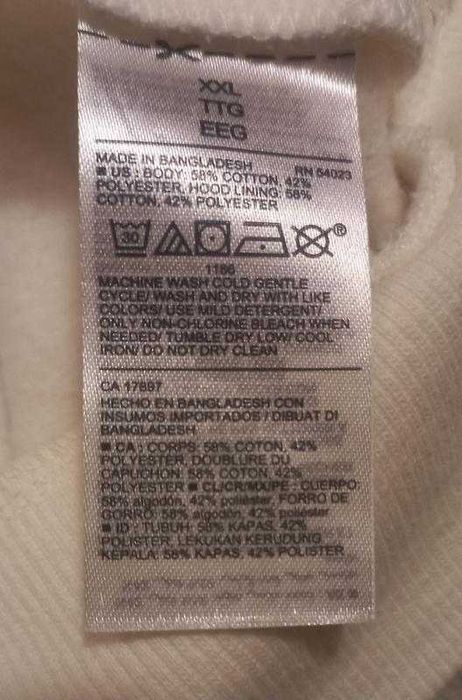 XXL
TTG
EEG
MADE IN BANGLADESH RN 54023
■ US : BODY: 58% COTTON, 42%
POLYESTER, HOOD LINING: 58%
COTTON, 42% POLYESTER
30
®
1186
MACHINE WASH COLD GENTLE
CYCLE/ WASH AND DRY WITH LIKE
COLORS/ USE MILD DETERGENT/
ONLY NON-CHLORINE BLEACH WHEN
NEEDED/ TUMBLE DRY LOW/ COOL
IRON/ DO NOT DRY CLEAN
CA 17897
HECHO EN BANGLADESH CON
INSUMOS IMPORTADOS / DIBUAT DI
BANGLADESH
■ CA : CORPS: 58% COTON, 42%
POLYESTER, DOUBLURE DU
CAPUCHON: 58% COTON, 42%
POLYESTER ■ CL/CR/MX/PE : CUERPO:
58% algodón, 42% poliéster, FORRO DE
GORRO: 58% algodón, 42% poliéster
■ ID : TUBUH: 58% KAPAS, 42%
POLISTER, LEKUKAN KERUDUNG
KEPALA: 58% KAPAS, 42% POLISTER